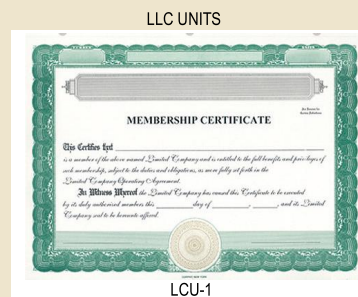 LLC UNITS
MEMBERSHIP CERTIFICATE
This Certifies that
is a member of the above named Limited Company and is entitled to the full benefits and privileges of
such membership, subject to the duties and obligations, as more fully set forth in the
Limited Company Operating Agreement.
In Witness Whereof the Limited Company has caused this Certificate to be executed
by its duly authorized members this day of , , and its Limited
Company seal to be hereunto affixed.
LCU-1